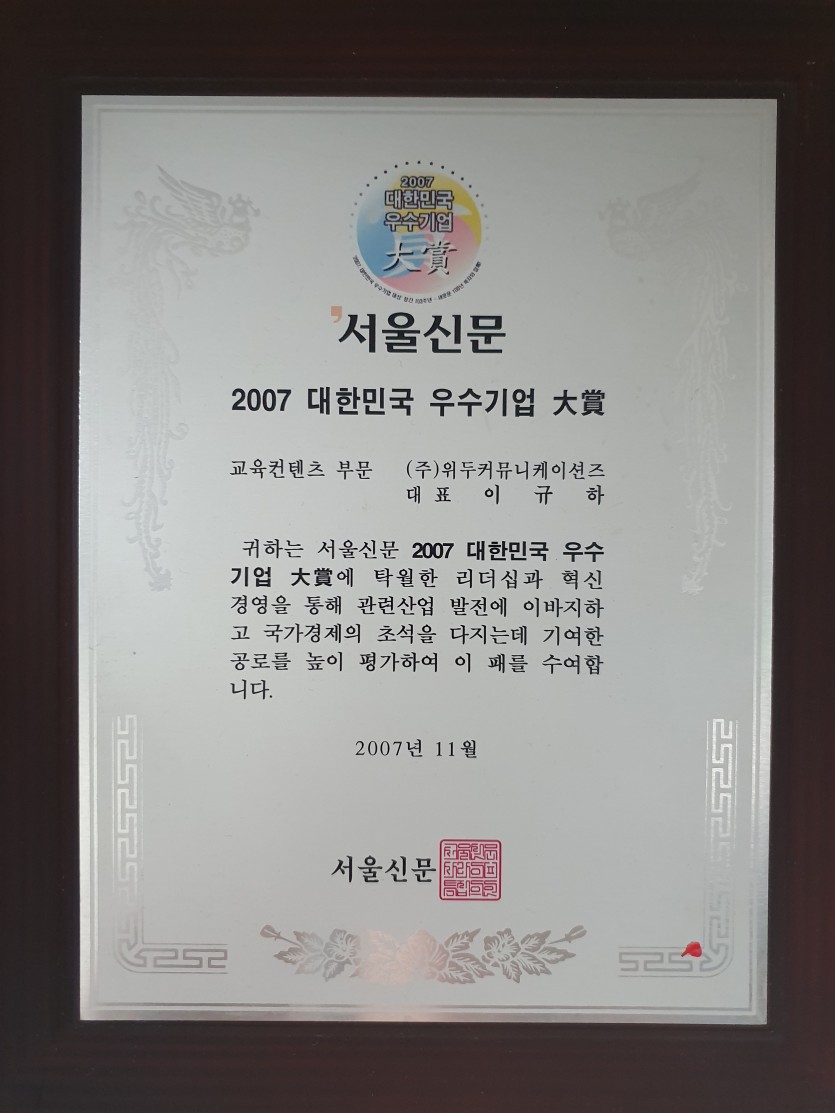 2007
대한민국
우수기업
大賞
서울신문
2007 대한민국 우수기업 大賞
교육컨텐츠 부문 (주)위두커뮤니케이션즈
대표 이규하
귀하는 서울신문 2007 대한민국 우수
기업 大賞에 탁월한 리더십과 혁신
경영을 통해 관련산업 발전에 이바지하
고 국가경제의 초석을 다지는데 기여한
공로를 높이 평가하여 이 패를 수여합
니다.
2007년 11월
서울신문